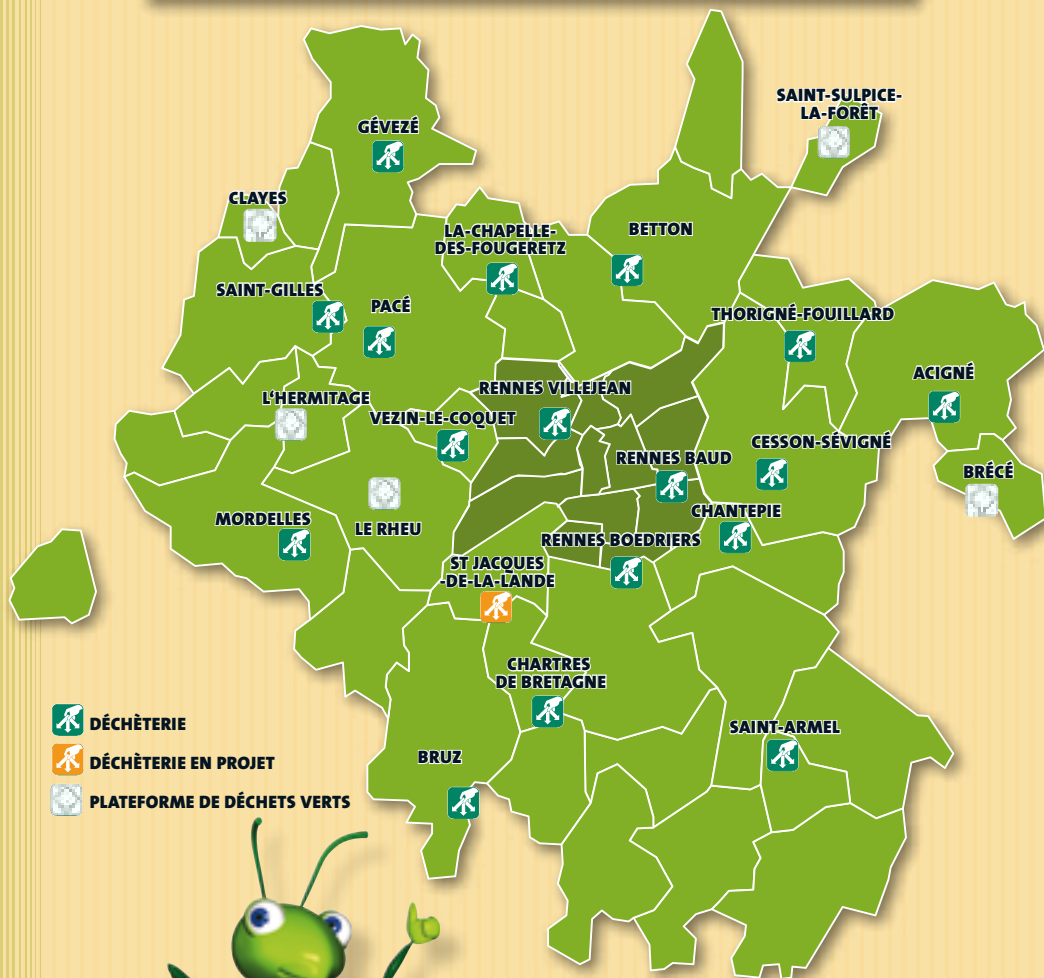 SAINT-SULPICE-
LA-FORÊT
GÉVEZÉ
CLAYES
LA-CHAPELLE-
DES-FOUGERETZ
BETTON
SAINT-GILLES
PACÉ
THORIGNÉ-FOUILLARD
ACIGNÉ
L'HERMITAGE
RENNES VILLEJEAN
VEZIN-LE-COQUET
CESSON-SÉVIGNÉ
RENNES BAUD
BRÉCÉ
CHANTEPIE
MORDELLES
LE RHEU
RENNES BOEDRIERS
ST JACQUES
-DE-LA-LANDE
CHARTRES
DE BRETAGNE
SAINT-ARMEL
BRUZ
DÉCHÈTERIE
DÉCHÈTERIE EN PROJET
PLATEFORME DE DÉCHETS VERTS